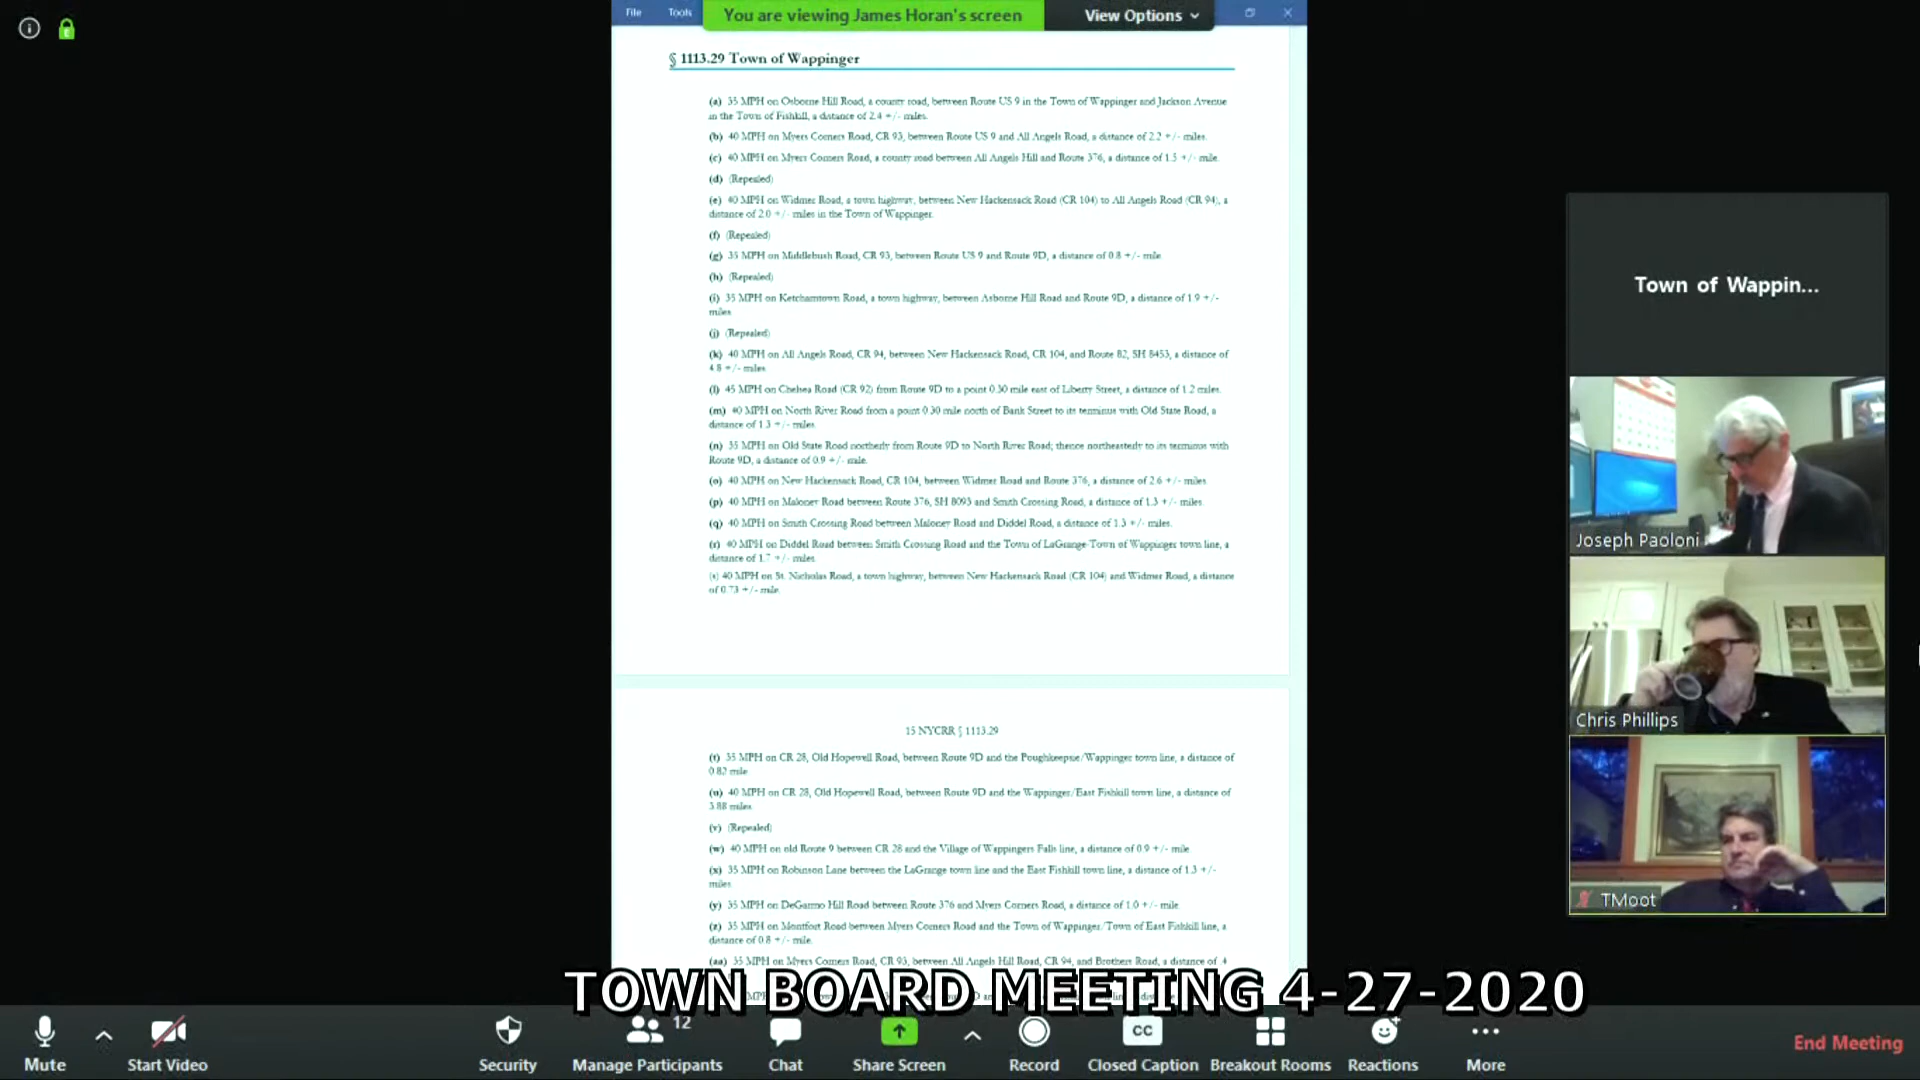 File Tools You are viewing James Horan's screen View Options
§ 1113.29 Town of Wappinger
(a) 35 MPH on Osborne Hill Road, a county road, between Route US 9 in the Town of Wappinger and Jackson Avenue
in the Town of Fishkill, a distance of 2.4 +/- miles.
(b) 40 MPH on Myers Corners Road, CR 93, between Route US 9 and All Angels Road, a distance of 2.2 +/- miles.
(c) 40 MPH on Myers Corners Road, a county road between All Angels Hill and Route 376, a distance of 1.5 +/- mile.
(d) (Repealed)
(e) 40 MPH on Widmer Road, a town highway, between New Hackensack Road (CR 104) to All Angels Road (CR 94), a
distance of 2.0 +/- miles in the Town of Wappinger.
(f) (Repealed)
(g) 35 MPH on Middlebush Road, CR 93, between Route US 9 and Route 9D, a distance of 0.8 +/- mile
(h) (Repealed)
(i) 35 MPH on Ketchamtown Road, a town highway, between Asborne Hill Road and Route 9D, a distance of 1.9 +/-
miles
(j) (Repealed)
(k) 40 MPH on All Angels Road, CR 94, between New Hackensack Road, CR 104, and Route 82, SH 8453, a distance of
4.8 +/- miles
(l) 45 MPH on Chelsea Road (CR 92) from Route 9D to a point 0.30 mile east of Liberty Street, a distance of 1.2 miles.
(m) 40 MPH on North River Road from a point 0.30 mile north of Bank Street to its terminus with Old State Road, a
distance of 1.3 +/- miles
(n) 35 MPH on Old State Road northerly from Route 9D to North River Road; thence northeasterly to its terminus with
Route 9D, a distance of 0.9 +/- mile.
(o) 40 MPH on New Hackensack Road, CR 104, between Widmer Road and Route 376, a distance of 2.6 +/- miles
(p) 40 MPH on Maloney Road between Route 376, SH 8093 and Smith Crossing Road, a distance of 1.3 +/- miles.
(q) 40 MPH on Smith Crossing Road between Maloney Road and Diddel Road, a distance of 1.3 +/- miles.
(r) 40 MPH on Diddel Road between Smith Crossing Road and the Town of LaGrange-Town of Wappinger town line, a
distance of 1.7 +/- miles
(s) 40 MPH on St. Nicholas Road, a town highway, between New Hackensack Road (CR 104) and Widmer Road, a distance
of 0.73 +/- mile.
15 NYCRR § 1113.29
(t) 35 MPH on CR 28, Old Hopewell Road, between Route 9D and the Poughkeepsie/Wappinger town line, a distance of
0.82 mile
(u) 40 MPH on CR 28, Old Hopewell Road, between Route 9D and the Wappinger/East Fishkill town line, a distance of
3.88 miles
(v) (Repealed)
(w) 40 MPH on old Route 9 between CR 28 and the Village of Wappingers Falls line, a distance of 0.9 +/- mile
(x) 35 MPH on Robinson Lane between the LaGrange town line and the East Fishkill town line, a distance of 1.3 +/-
miles
(y) 35 MPH on DeGarmo Hill Road between Route 376 and Myers Corners Road, a distance of 1.0 +/- mile
(z) 35 MPH on Montfort Road between Myers Corners Road and the Town of Wappinger/Town of East Fishkill line, a
distance of 0.8 +/- mile.
(aa) 35 MPH on Myers Corners Road, CR 93, between All Angels Hill Road, CR 94, and Brothers Road, a distance of .4
TOWN BOARD MEETING 4-27-2020
Town of Wappin...
Joseph Paoloni
Chris Phillips
TMoot
12
CC
Mute Start Video Security Manage Participants Chat Share Screen Record Closed Caption Breakout Rooms Reactions More End Meeting